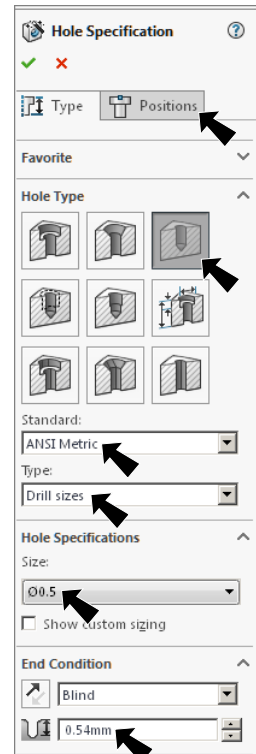 Hole Specification
Type
Positions
Favorite
Hole Type
Standard:
ANSI Metric
Type:
Drill sizes
Hole Specifications
Size:
Ø0.5
Show custom sizing
End Condition
Blind
0.54mm